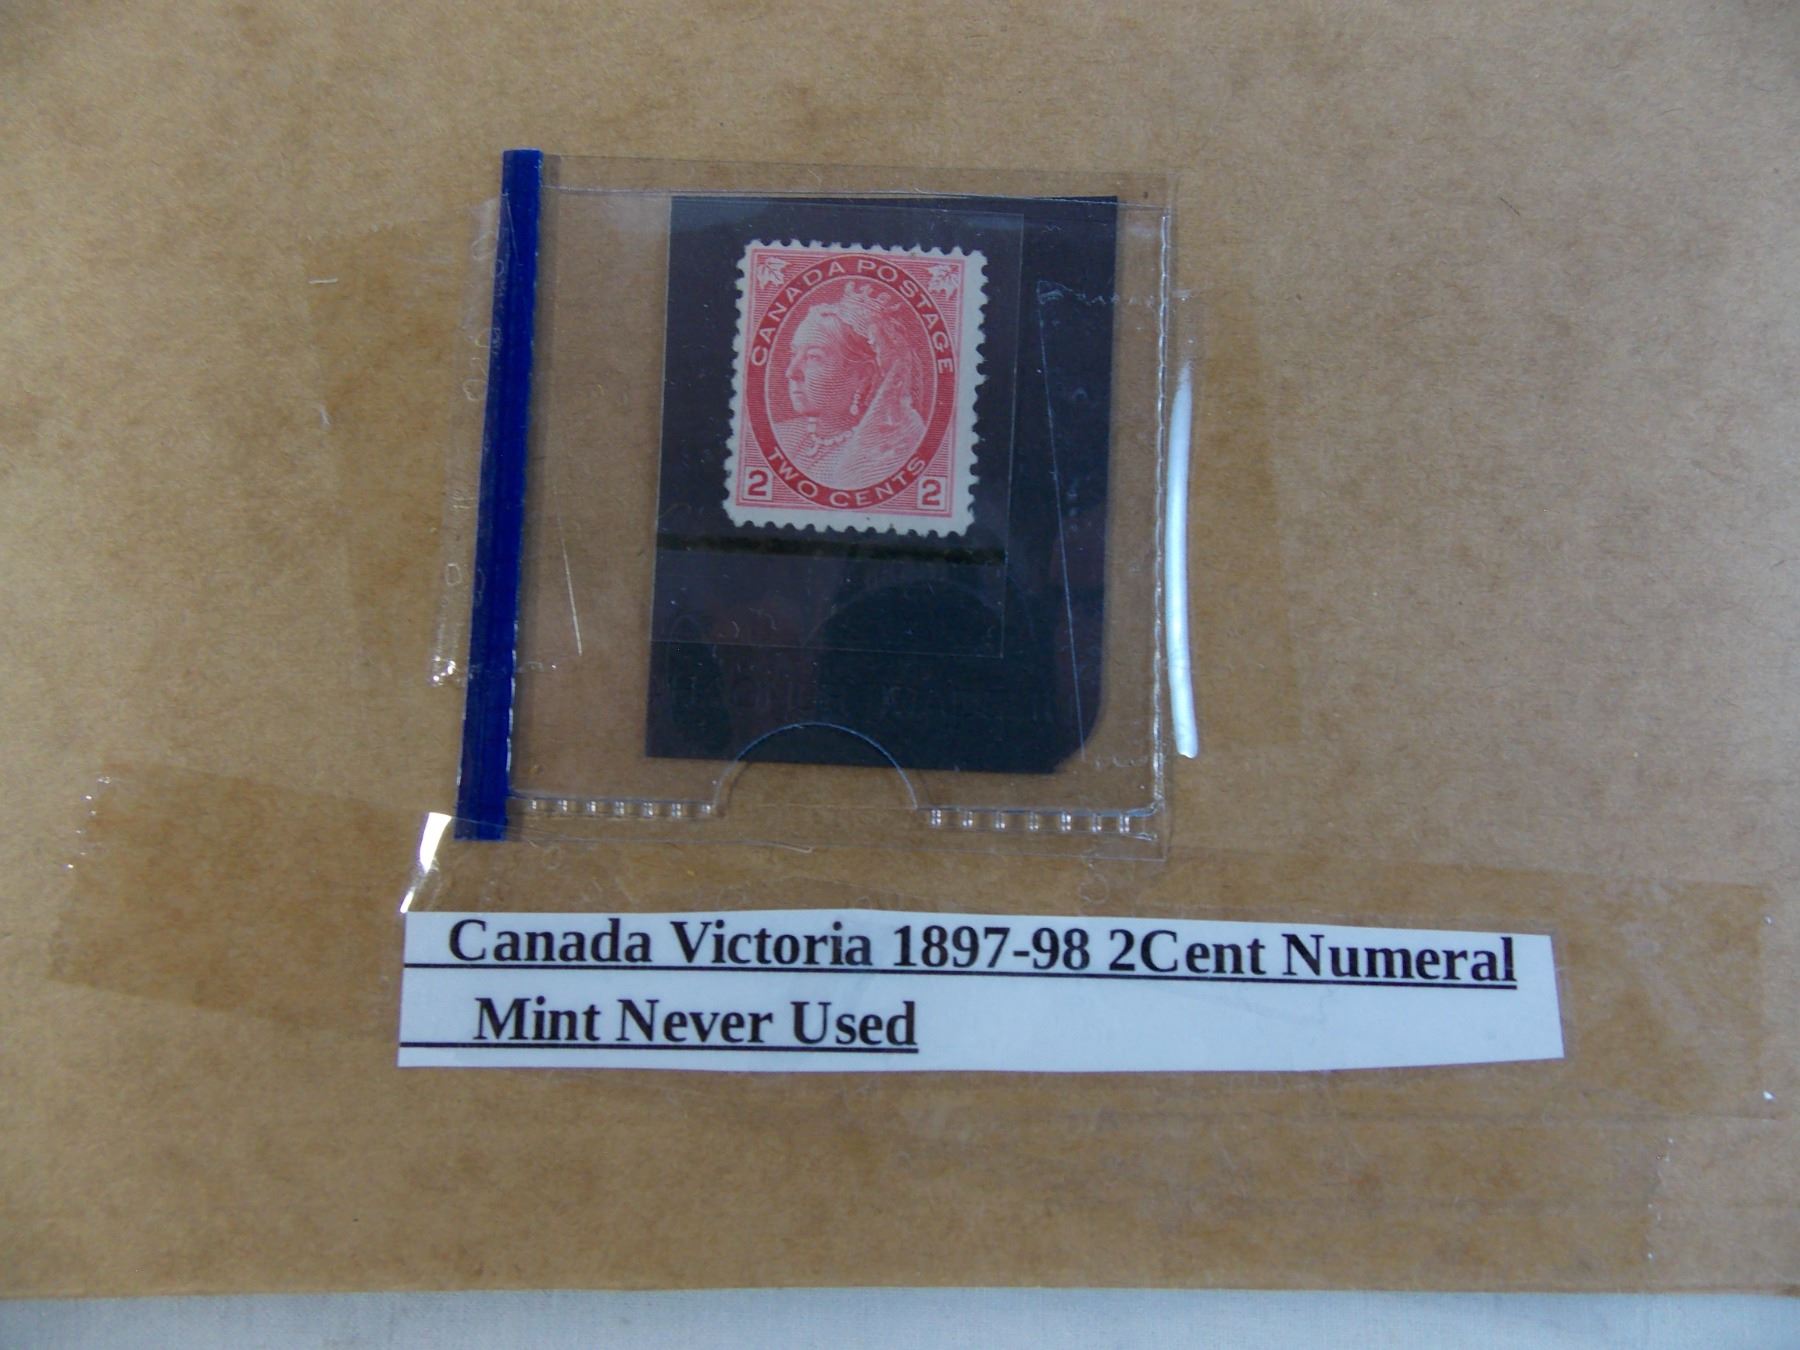 CANADA POSTAGE
TWO CENTS
2 2
Canada Victoria 1897-98 2Cent Numeral
Mint Never Used